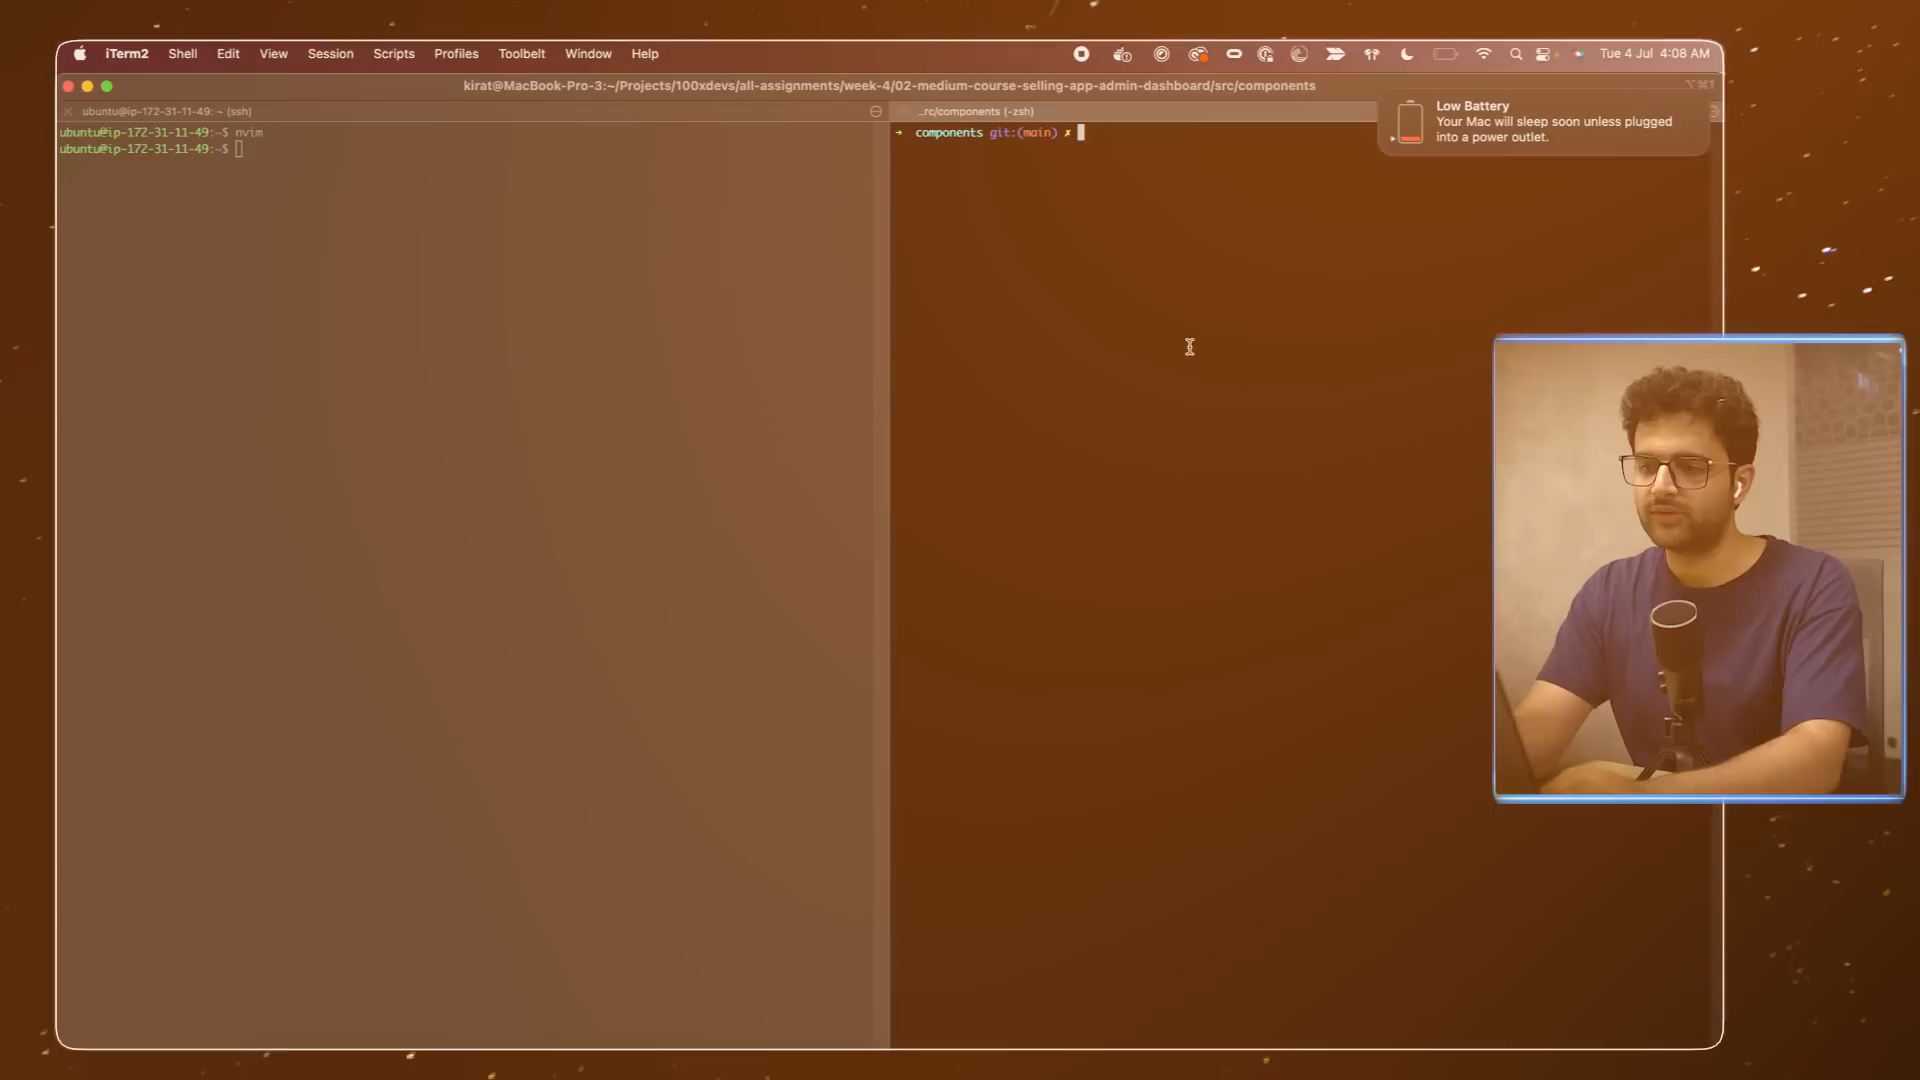 iTerm2 Shell Edit View Session Scripts Profiles Toolbelt Window Help Tue 4 Jul 4:08 AM
kirat@MacBook-Pro-3:~/Projects/100xdevs/all-assignments/week-4/02-medium-course-selling-app-admin-dashboard/src/components ⌥⌘1
ubuntu@ip-172-31-11-49: ~ (ssh)
ubuntu@ip-172-31-11-49:~$ nvim
ubuntu@ip-172-31-11-49:~$
..rc/components (-zsh)
➜ components git:(main) ✗
Low Battery
Your Mac will sleep soon unless plugged
into a power outlet.